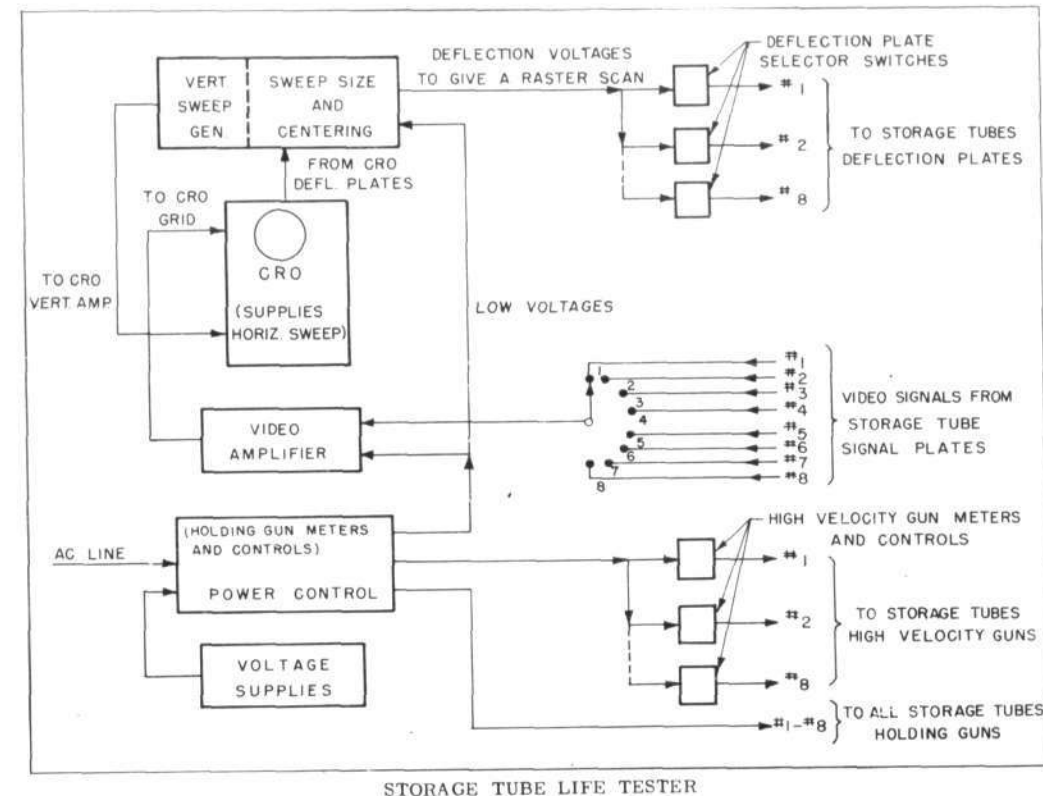 DEFLECTION VOLTAGES
TO GIVE A RASTER SCAN
DEFLECTION PLATE
SELECTOR SWITCHES
VERT
SWEEP
GEN.
SWEEP SIZE
AND
CENTERING
#1
#2
#8
TO STORAGE TUBES
DEFLECTION PLATES
FROM CRO
DEFL. PLATES
TO CRO
GRID
CRO
(SUPPLIES
HORIZ. SWEEP)
TO CRO
VERT. AMP.
LOW VOLTAGES
1
2
3
4
5
6
7
8
#1
#2
#3
#4
#5
#6
#7
#8
VIDEO SIGNALS FROM
STORAGE TUBE
SIGNAL PLATES
VIDEO
AMPLIFIER
AC LINE
(HOLDING GUN METERS
AND CONTROLS)
POWER CONTROL
HIGH VELOCITY GUN METERS
AND CONTROLS
#1
#2
#8
TO STORAGE TUBES
HIGH VELOCITY GUNS
VOLTAGE
SUPPLIES
#1-#8
TO ALL STORAGE TUBES
HOLDING GUNS
STORAGE TUBE LIFE TESTER